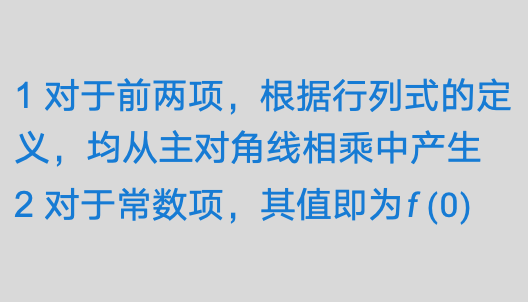 1 对于前两项，根据行列式的定
义，均从主对角线相乘中产生
2 对于常数项，其值即为f (0)